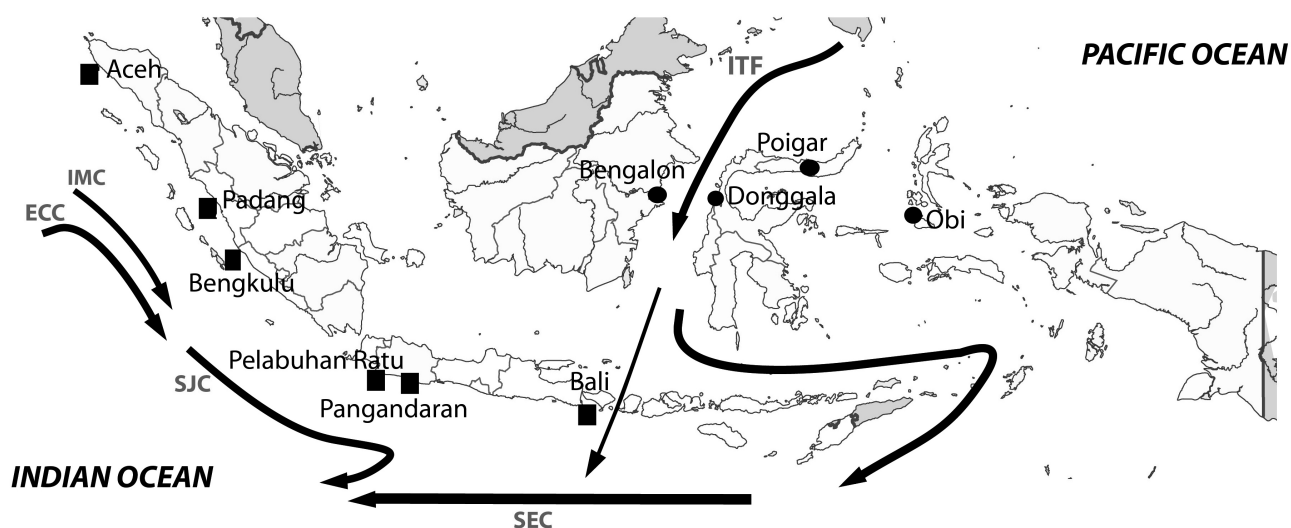 PACIFIC OCEAN
ITF
Aceh
Poigar
Bengalon
IMC
Padang
Donggala
ECC
Obi
Bengkulu
Pelabuhan Ratu
SJC
Bali
Pangandaran
INDIAN OCEAN
SEC